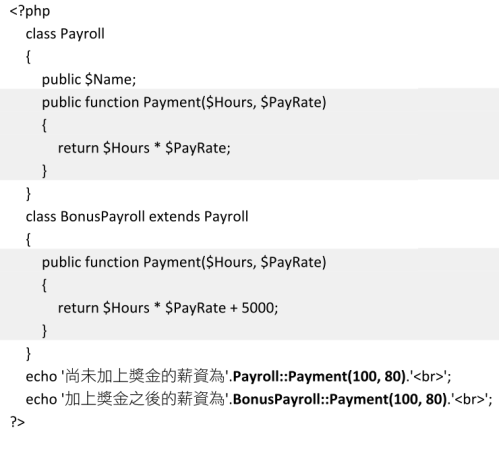 <?php
class Payroll
{
public $Name;
public function Payment($Hours, $PayRate)
{
return $Hours * $PayRate;
}
}
class BonusPayroll extends Payroll
{
public function Payment($Hours, $PayRate)
{
return $Hours * $PayRate + 5000;
}
}
echo '尚未加上獎金的薪資為'.Payroll::Payment(100, 80).'<br>';
echo '加上獎金之後的薪資為'.BonusPayroll::Payment(100, 80).'<br>';
?>